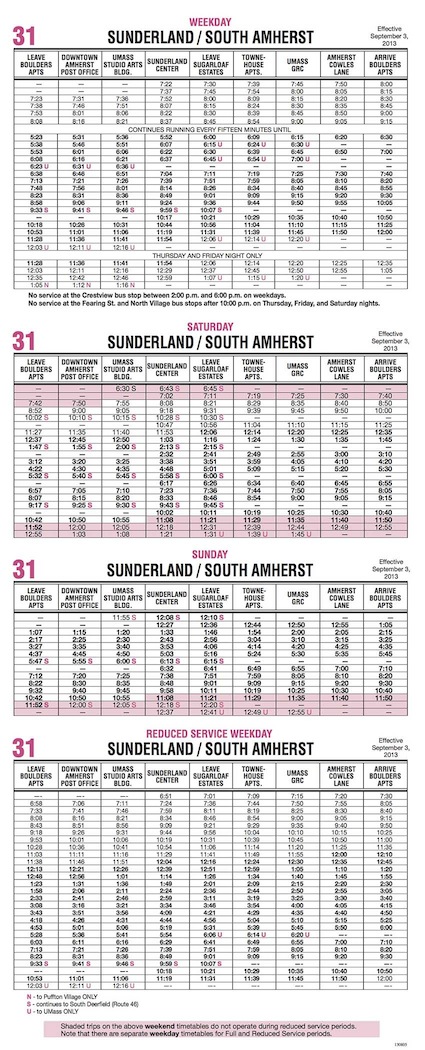 WEEKDAY
31 SUNDERLAND / SOUTH AMHERST
Effective September 3, 2013
LEAVE BOULDERS APTS | DOWNTOWN AMHERST POST OFFICE | UMASS STUDIO ARTS BLDG. | SUNDERLAND CENTER | LEAVE SUGARLOAF ESTATES | TOWNE-HOUSE APTS. | UMASS GRC | AMHERST COWLES LANE | ARRIVE BOULDERS APTS
— — — 7:22 7:30 7:39 7:45 7:50 8:00
— — — 7:37 7:45 7:54 8:00 8:05 8:15
7:23 7:31 7:36 7:52 8:00 8:09 8:15 8:20 8:30
7:38 7:46 7:51 8:07 8:15 8:24 8:30 8:35 8:45
7:53 8:01 8:06 8:22 8:30 8:39 8:45 8:50 9:00
8:08 8:16 8:21 8:37 8:45 8:54 9:00 9:05 9:15
CONTINUES RUNNING EVERY FIFTEEN MINUTES UNTIL
5:23 5:31 5:36 5:52 6:00 6:09 6:15 6:20 6:30
5:38 5:46 5:51 6:07 6:15 U 6:24 U 6:30 U — —
5:53 6:01 6:06 6:22 6:30 6:39 6:45 6:50 7:00
6:08 6:16 6:21 6:37 6:45 U 6:54 U 7:00 U — —
6:23 U 6:31 U 6:36 U — — — — — —
6:38 6:46 6:51 7:04 7:11 7:19 7:25 7:30 7:40
7:13 7:21 7:26 7:39 7:51 7:59 8:05 8:10 8:20
7:48 7:56 8:01 8:14 8:26 8:34 8:40 8:45 8:55
8:23 8:31 8:36 8:49 9:01 9:09 9:15 9:20 9:30
8:58 9:06 9:11 9:24 9:36 9:44 9:50 9:55 10:05
9:33 S 9:41 S 9:46 S 9:59 S 10:07 S — — — —
— — — 10:17 10:21 10:29 10:35 10:40 10:50
10:18 10:26 10:31 10:44 10:56 11:04 11:10 11:15 11:25
10:53 11:01 11:06 11:19 11:31 11:39 11:45 11:50 12:00
11:28 11:36 11:41 11:54 12:06 U 12:14 U 12:20 U — —
12:03 U 12:11 U 12:16 U — — — — — —
THURSDAY AND FRIDAY NIGHT ONLY
11:28 11:36 11:41 11:54 12:06 12:14 12:20 12:25 12:35
12:03 12:11 12:16 12:29 12:37 12:45 12:50 12:55 1:05
12:35 12:42 12:46 12:59 1:07 U 1:15 U 1:20 U — —
1:05 N 1:12 N 1:16 N — — — — — —
No service at the Crestview bus stop between 2:00 p.m. and 6:00 p.m. on weekdays.
No service at the Fearing St. and North Village bus stops after 10:00 p.m. on Thursday, Friday, and Saturday nights.
SATURDAY
31 SUNDERLAND / SOUTH AMHERST
Effective September 3, 2013
LEAVE BOULDERS APTS | DOWNTOWN AMHERST POST OFFICE | UMASS STUDIO ARTS BLDG. | SUNDERLAND CENTER | LEAVE SUGARLOAF ESTATES | TOWNE-HOUSE APTS. | UMASS GRC | AMHERST COWLES LANE | ARRIVE BOULDERS APTS
— — 6:30 S 6:43 S 6:45 S — — — —
— — — 7:02 7:11 7:19 7:25 7:30 7:40
7:42 7:50 7:55 8:08 8:21 8:29 8:35 8:40 8:50
8:52 9:00 9:05 9:18 9:31 9:39 9:45 9:50 10:00
10:02 S 10:10 S 10:15 S 10:28 S 10:30 S — — — —
— — — 10:47 10:56 11:04 11:10 11:15 11:25
11:27 11:35 11:40 11:53 12:06 12:14 12:20 12:25 12:35
12:37 12:45 12:50 1:03 1:16 1:24 1:30 1:35 1:45
1:47 S 1:55 S 2:00 S 2:13 S 2:15 S — — — —
— — — 2:32 2:41 2:49 2:55 3:00 3:10
3:12 3:20 3:25 3:38 3:51 3:59 4:05 4:10 4:20
4:22 4:30 4:35 4:48 5:01 5:09 5:15 5:20 5:30
5:32 S 5:40 S 5:45 S 5:58 S 6:00 S — — — —
— — — 6:17 6:26 6:34 6:40 6:45 6:55
6:57 7:05 7:10 7:23 7:36 7:44 7:50 7:55 8:05
8:07 8:15 8:20 8:33 8:46 8:54 9:00 9:05 9:15
9:17 S 9:25 S 9:30 S 9:43 S 9:45 S — — — —
— — — 10:02 10:11 10:19 10:25 10:30 10:40
10:42 10:50 10:55 11:08 11:21 11:29 11:35 11:40 11:50
11:52 12:00 12:05 12:18 12:31 12:39 12:44 12:49 12:55
12:55 1:03 1:08 1:21 1:31 U 1:39 U 1:45 U — —
SUNDAY
31 SUNDERLAND / SOUTH AMHERST
Effective September 3, 2013
LEAVE BOULDERS APTS | DOWNTOWN AMHERST POST OFFICE | UMASS STUDIO ARTS BLDG. | SUNDERLAND CENTER | LEAVE SUGARLOAF ESTATES | TOWNE-HOUSE APTS. | UMASS GRC | AMHERST COWLES LANE | ARRIVE BOULDERS APTS
— — 11:55 S 12:08 S 12:10 S — — — —
— — — 12:27 12:36 12:44 12:50 12:55 1:05
1:07 1:15 1:20 1:33 1:46 1:54 2:00 2:05 2:15
2:17 2:25 2:30 2:43 2:56 3:04 3:10 3:15 3:25
3:27 3:35 3:40 3:53 4:06 4:14 4:20 4:25 4:35
4:37 4:45 4:50 5:03 5:16 5:24 5:30 5:35 5:45
5:47 S 5:55 S 6:00 S 6:13 S 6:15 S — — — —
— — — 6:32 6:41 6:49 6:55 7:00 7:10
7:12 7:20 7:25 7:38 7:51 7:59 8:05 8:10 8:20
8:22 8:30 8:35 8:48 9:01 9:09 9:15 9:20 9:30
9:32 9:40 9:45 9:58 10:11 10:19 10:25 10:30 10:40
10:42 10:50 10:55 11:08 11:21 11:29 11:35 11:40 11:50
11:52 S 12:00 S 12:05 S 12:18 S 12:20 S — — — —
— — — 12:37 12:41 U 12:49 U 12:55 U — —
REDUCED SERVICE WEEKDAY
31 SUNDERLAND / SOUTH AMHERST
Effective September 3, 2013
LEAVE BOULDERS APTS | DOWNTOWN AMHERST POST OFFICE | UMASS STUDIO ARTS BLDG. | SUNDERLAND CENTER | LEAVE SUGARLOAF ESTATES | TOWNE-HOUSE APTS. | UMASS GRC | AMHERST COWLES LANE | ARRIVE BOULDERS APTS
--- --- --- 6:51 7:01 7:09 7:15 7:20 7:30
6:58 7:06 7:11 7:24 7:36 7:44 7:50 7:55 8:05
7:33 7:41 7:46 7:59 8:11 8:19 8:25 8:30 8:40
8:08 8:16 8:21 8:34 8:46 8:54 9:00 9:05 9:15
8:43 8:51 8:56 9:09 9:21 9:29 9:35 9:40 9:50
9:18 9:26 9:31 9:44 9:56 10:04 10:10 10:15 10:25
9:53 10:01 10:06 10:19 10:31 10:39 10:45 10:50 11:00
10:28 10:36 10:41 10:54 11:06 11:14 11:20 11:25 11:35
11:03 11:11 11:16 11:29 11:41 11:49 11:55 12:00 12:10
11:38 11:46 11:51 12:04 12:16 12:24 12:30 12:35 12:45
12:13 12:21 12:26 12:39 12:51 12:59 1:05 1:10 1:20
12:48 12:56 1:01 1:14 1:26 1:34 1:40 1:45 1:55
1:23 1:31 1:36 1:49 2:01 2:09 2:15 2:20 2:30
1:58 2:06 2:11 2:24 2:36 2:44 2:50 2:55 3:05
2:33 2:41 2:46 2:59 3:11 3:19 3:25 3:30 3:40
3:08 3:16 3:21 3:34 3:46 3:54 4:00 4:05 4:15
3:43 3:51 3:56 4:09 4:21 4:29 4:35 4:40 4:50
4:18 4:26 4:31 4:44 4:56 5:04 5:10 5:15 5:25
4:53 5:01 5:06 5:19 5:31 5:39 5:45 5:50 6:00
5:28 5:36 5:41 5:54 6:06 U 6:14 U 6:20 U --- ---
6:03 6:11 6:16 6:29 6:41 6:49 6:55 7:00 7:10
7:13 7:21 7:26 7:39 7:51 7:59 8:05 8:10 8:20
8:23 8:31 8:36 8:49 9:01 9:09 9:15 9:20 9:30
9:33 S 9:41 S 9:46 S 9:59 S 10:07 S --- --- --- ---
--- --- --- 10:18 10:21 10:29 10:35 10:40 10:50
10:53 11:01 11:06 11:19 11:31 11:39 11:45 11:50 12:00
12:03 U 12:11 U 12:16 U --- --- --- --- --- ---
N - to Puffton Village ONLY
S - continues to South Deerfield (Route 46)
U - to UMass ONLY
Shaded trips on the above weekend timetables do not operate during reduced service periods.
Note that there are separate weekday timetables for Full and Reduced Service periods.